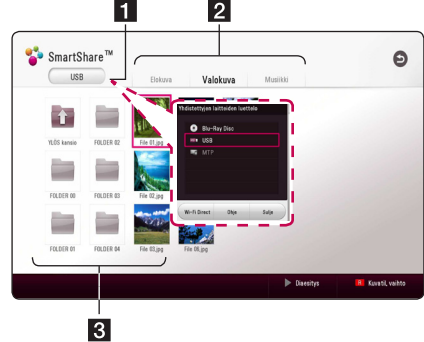 1
2
SmartShare™
USB
Elokuva
Valokuva
Musiikki
Yhdistettyjen laitteiden luettelo
Blu-Ray Disc
USB
MTP
Wi-Fi Direct
Ohje
Sulje
YLÖS kansio
FOLDER 02
File 01.jpg
FOLDER 00
FOLDER 03
File 02.jpg
FOLDER 01
FOLDER 04
File 03.jpg
File 08.jpg
Diaesitys
R Kuvatil. vaihto
3